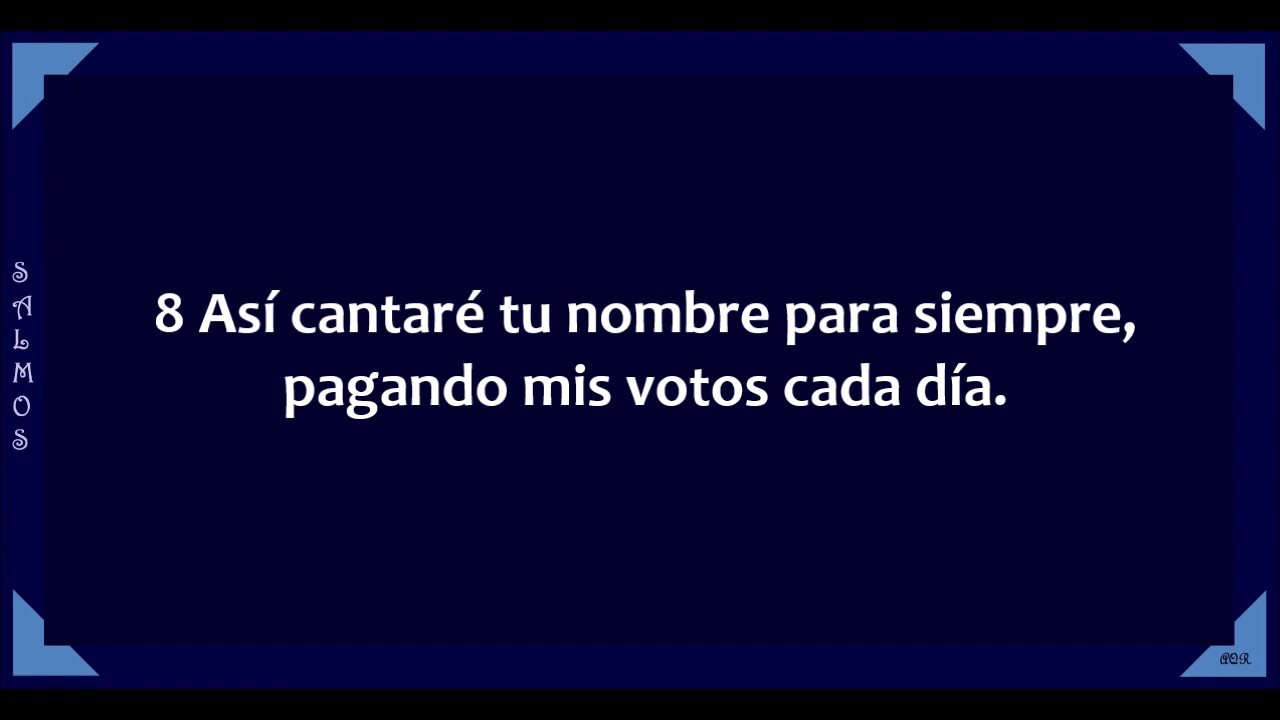 SALMOS
8 Así cantaré tu nombre para siempre,
pagando mis votos cada día.